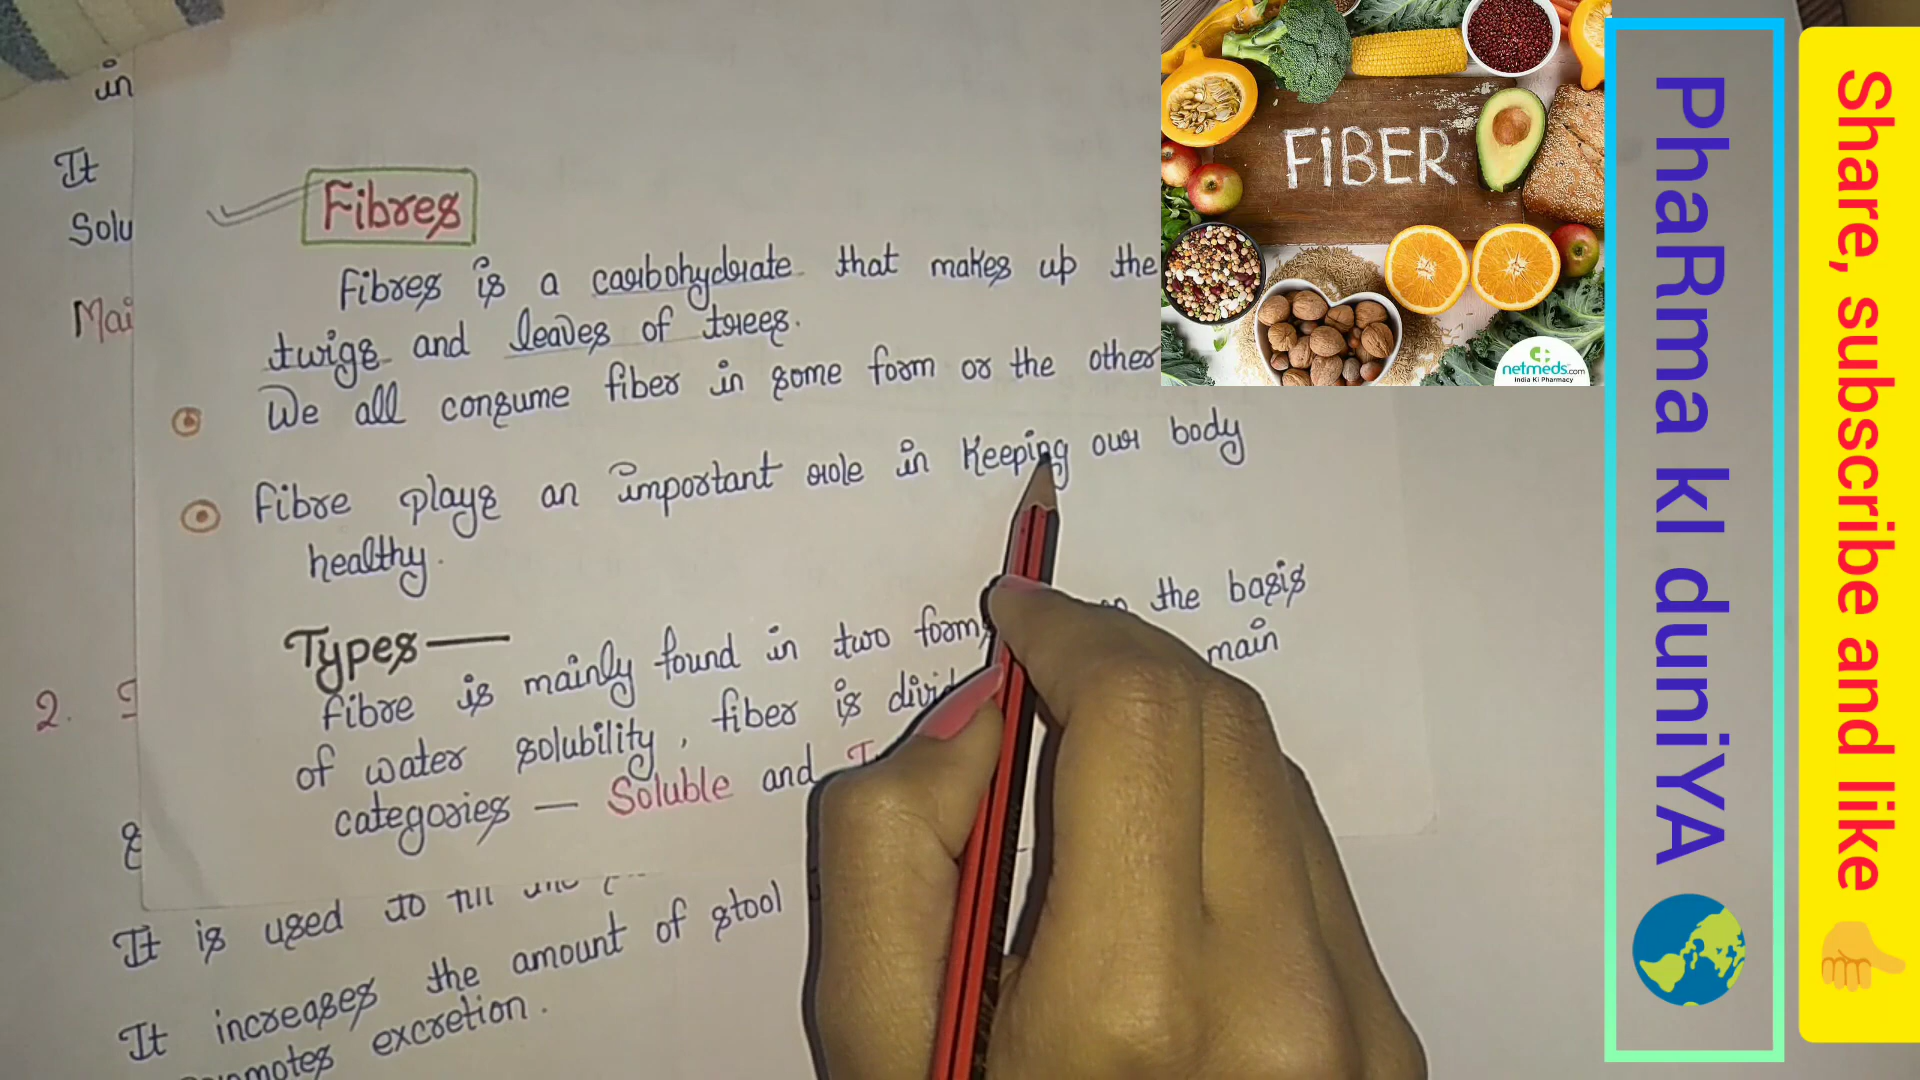 in
It
Solu
Mai
Fibres
Fibres is a carbohydrate that makes up the
twigs and leaves of trees.
We all consume fiber in some form or the other
Fibre plays an important role in Keeping our body
healthy.
Types—
fibre is mainly found in two form the basis
of water solubility, fiber is divid main
categories — Soluble and I
2.
It is used to fill the
It increases the amount of stool
excretion.
FiBER
netmeds.com
India Ki Pharmacy
PhaRma kI duniYA
Share, subscribe and like